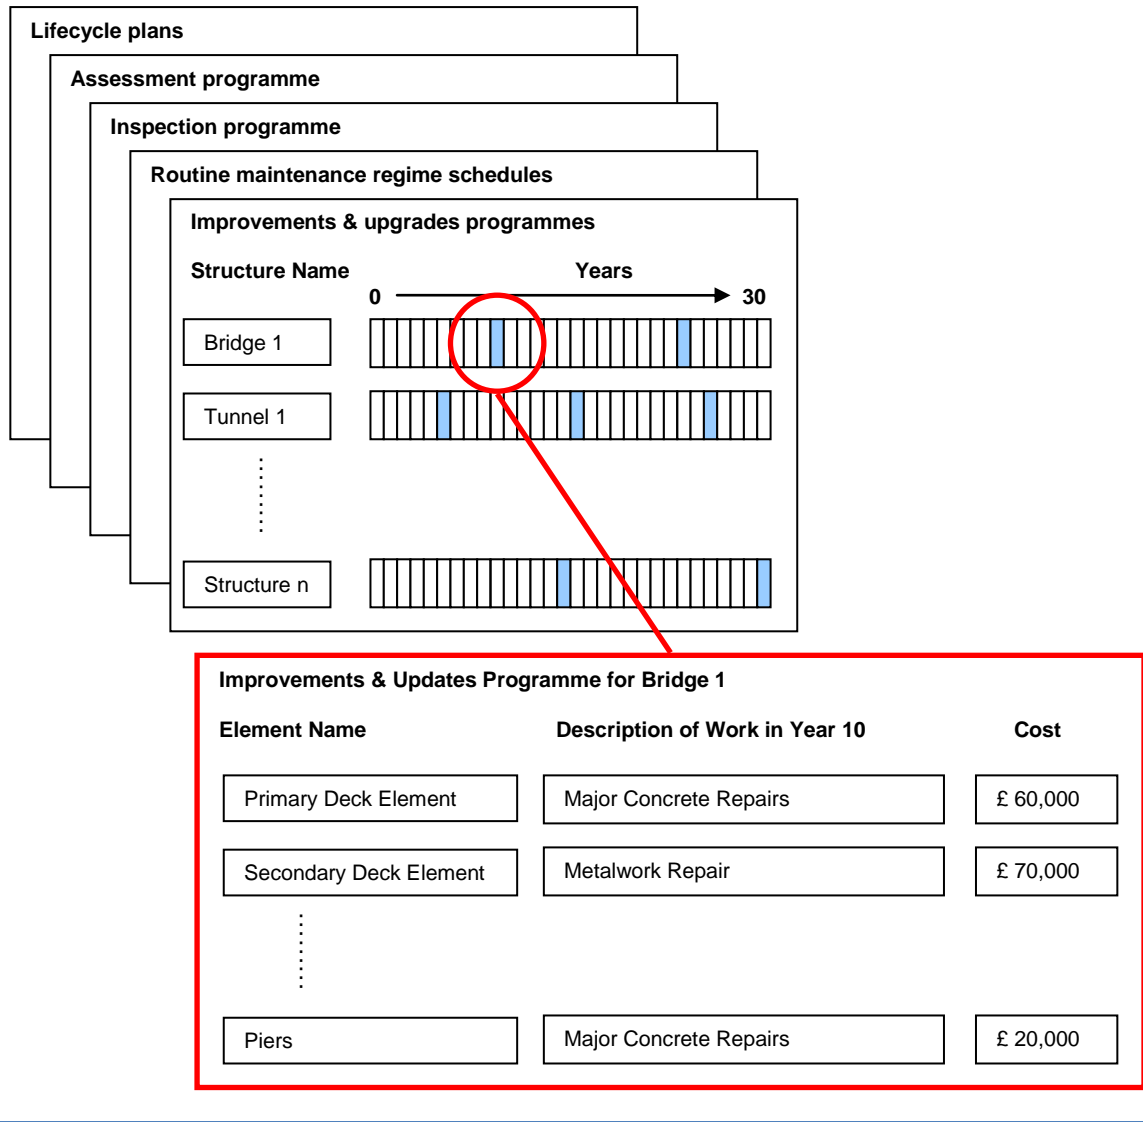 Lifecycle plans
Assessment programme
Inspection programme
Routine maintenance regime schedules
Improvements & upgrades programmes
Structure Name Years
0 30
Bridge 1
Tunnel 1
Structure n
Improvements & Updates Programme for Bridge 1
Element Name Description of Work in Year 10 Cost
Primary Deck Element Major Concrete Repairs £ 60,000
Secondary Deck Element Metalwork Repair £ 70,000
Piers Major Concrete Repairs £ 20,000